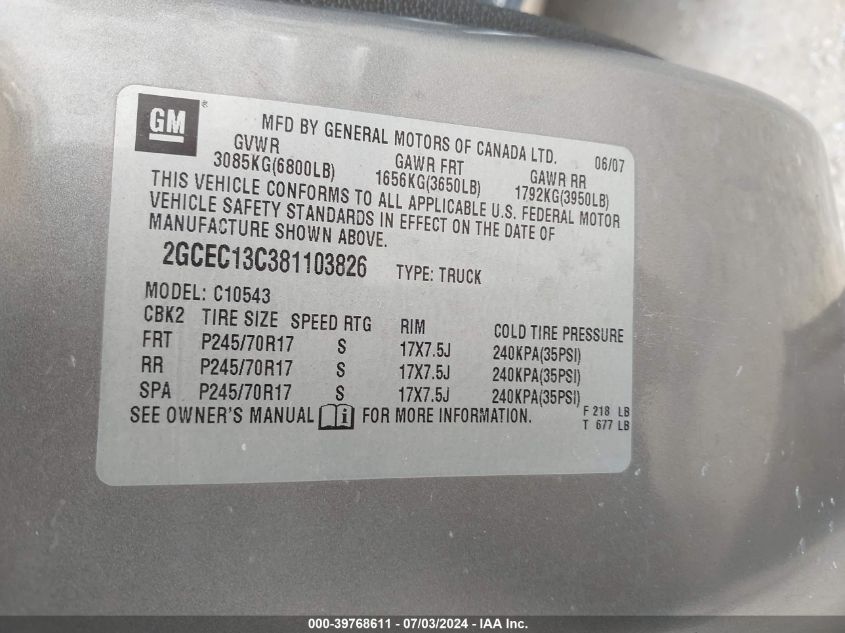 GM® MFD BY GENERAL MOTORS OF CANADA LTD. 06/07
GVWR GAWR FRT GAWR RR
3085KG(6800LB) 1656KG(3650LB) 1792KG(3950LB)
THIS VEHICLE CONFORMS TO ALL APPLICABLE U.S. FEDERAL MOTOR
VEHICLE SAFETY STANDARDS IN EFFECT ON THE DATE OF
MANUFACTURE SHOWN ABOVE.
2GCEC13C381103826 TYPE: TRUCK
MODEL: C10543
CBK2 TIRE SIZE SPEED RTG RIM COLD TIRE PRESSURE
FRT P245/70R17 S 17X7.5J 240KPA(35PSI)
RR P245/70R17 S 17X7.5J 240KPA(35PSI)
SPA P245/70R17 S 17X7.5J 240KPA(35PSI)
SEE OWNER'S MANUAL i FOR MORE INFORMATION. F 218 LB
T 677 LB
000-39768611 - 07/03/2024 - IAA Inc.